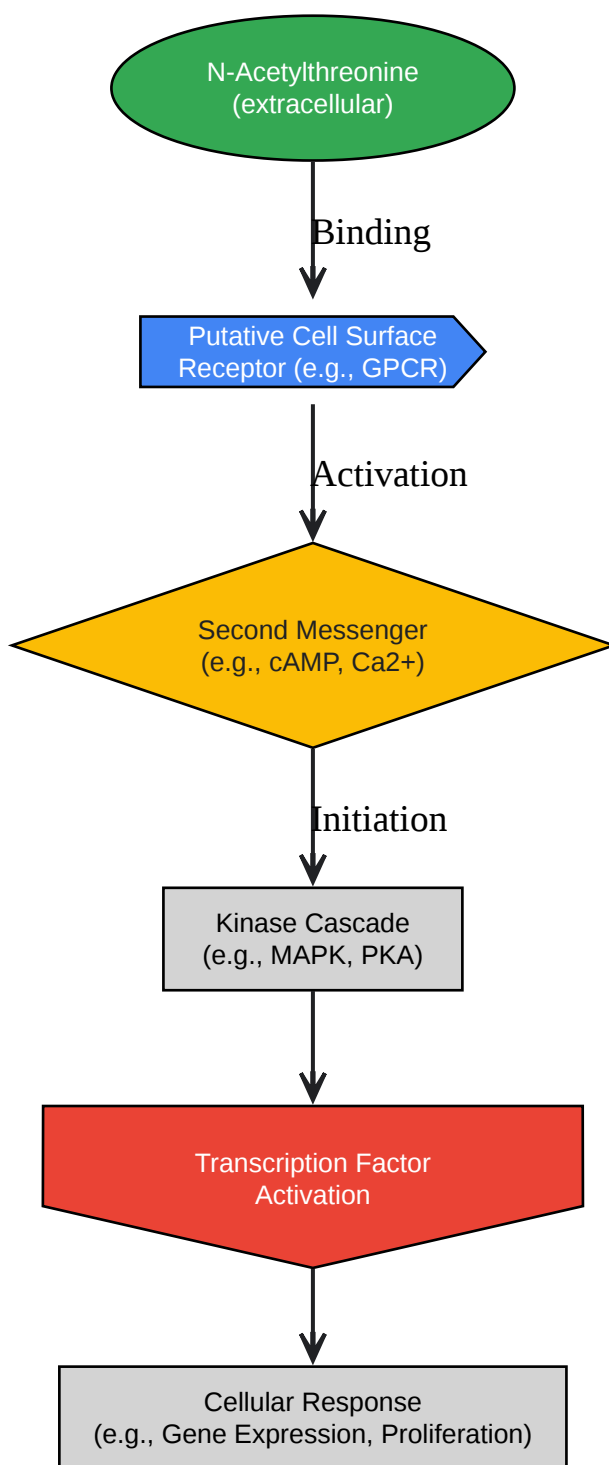 N-Acetylthreonine
(extracellular)
Binding
Putative Cell Surface
Receptor (e.g., GPCR)
Activation
Second Messenger
(e.g., cAMP, Ca2+)
Initiation
Kinase Cascade
(e.g., MAPK, PKA)
Transcription Factor
Activation
Cellular Response
(e.g., Gene Expression, Proliferation)